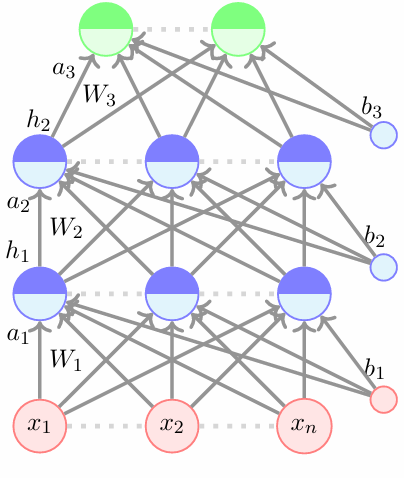 a₃
W₃
b₃
h₂
a₂
W₂
b₂
h₁
a₁
W₁
b₁
x₁ x₂ xₙ